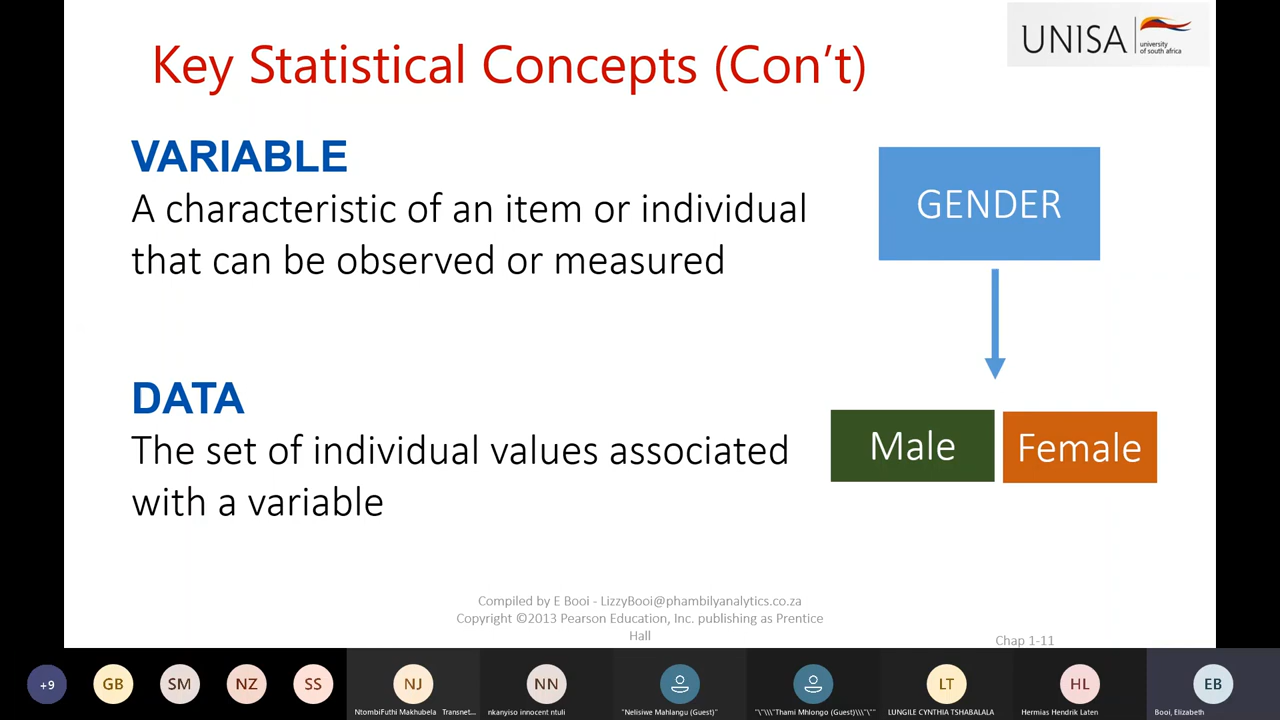 Key Statistical Concepts (Con’t)
UNISA
university
of south africa
VARIABLE
A characteristic of an item or individual
that can be observed or measured
GENDER
DATA
The set of individual values associated
with a variable
Male
Female
Compiled by E Booi - LizzyBooi@phambilyanalytics.co.za
Copyright ©2013 Pearson Education, Inc. publishing as Prentice
Hall
Chap 1-11
+9
GB
SM
NZ
SS
NJ
NN
LT
HL
EB
NtombiFuthi Makhubela Transnet...
nkanyiso innocent ntuli
"Nelisiwe Mahlangu (Guest)"
"\"\\\"Thami Mhlongo (Guest)\\\"\""
LUNGILE CYNTHIA TSHABALALA
Hermias Hendrik Laten
Booi, Elizabeth